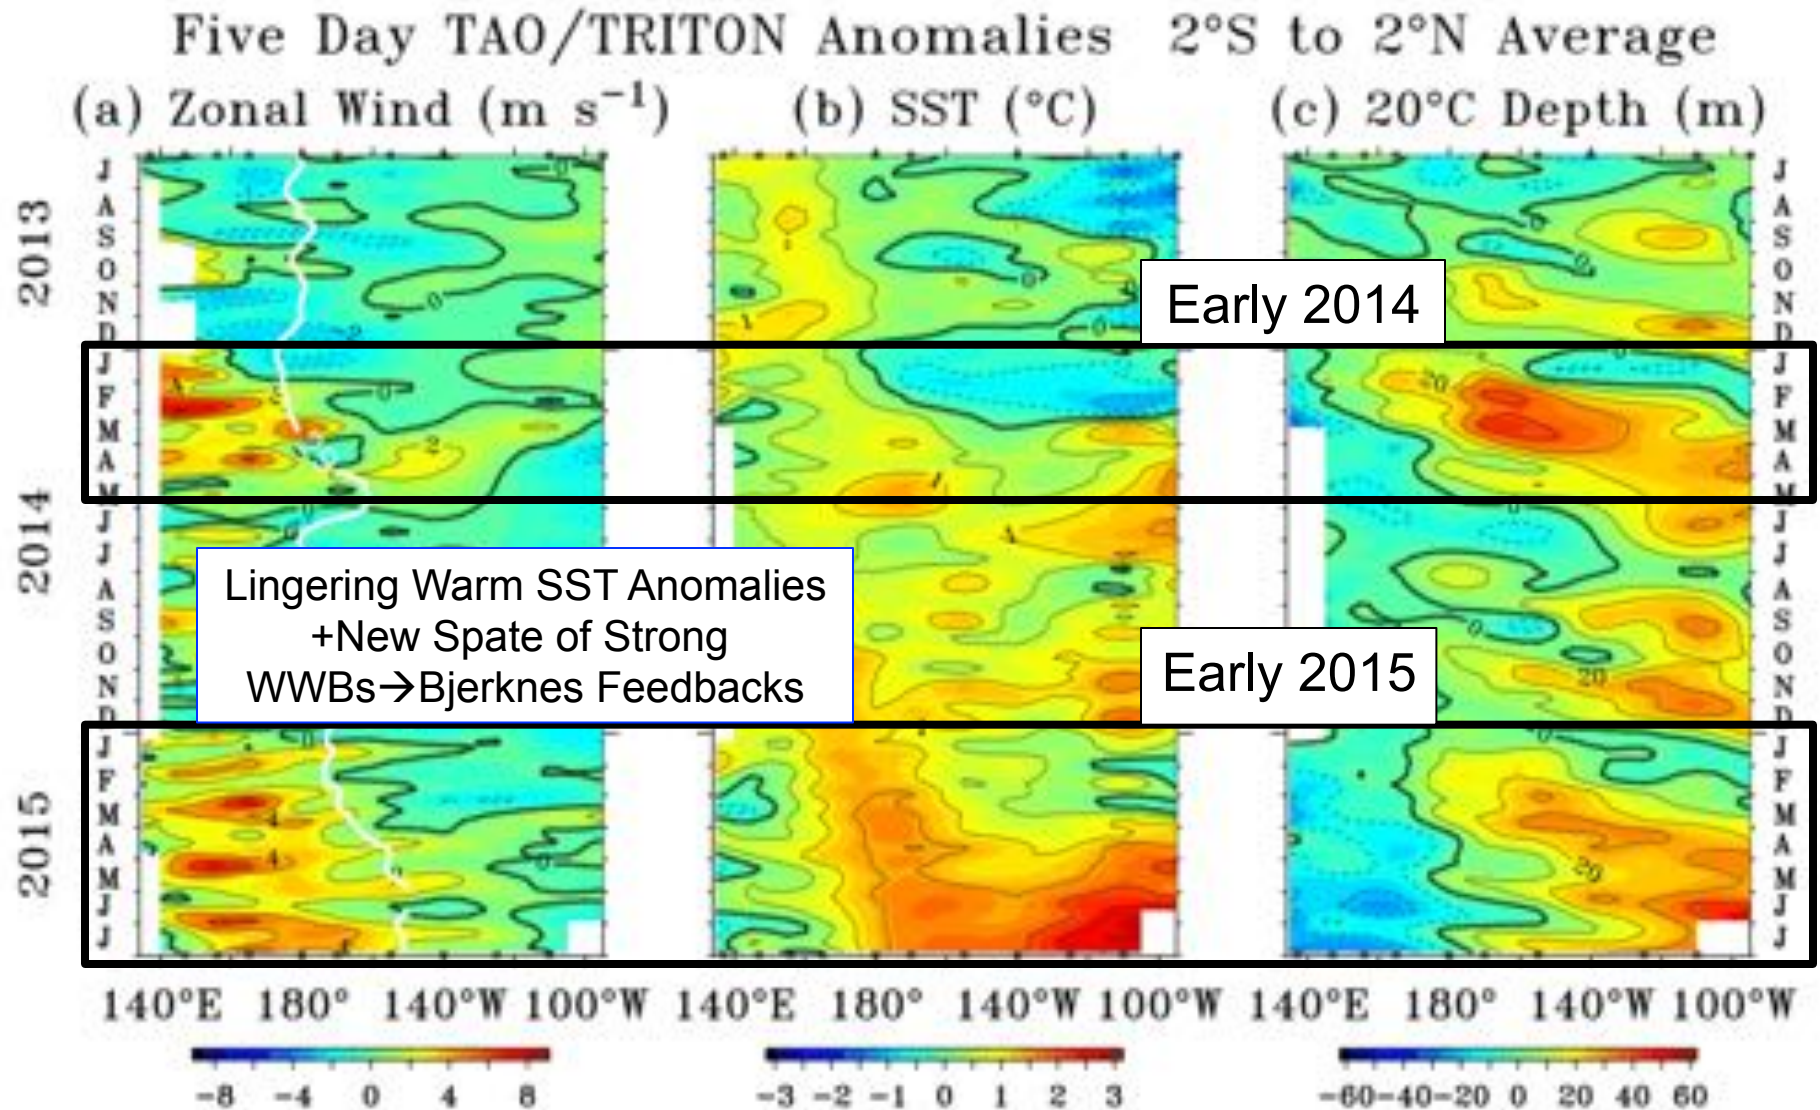 Five Day TAO/TRITON Anomalies 2°S to 2°N Average
(a) Zonal Wind (m s⁻¹) (b) SST (°C) (c) 20°C Depth (m)
2013
J
A
S
O
N
D
2014
J
F
M
A
M
J
J
A
S
O
N
D
2015
J
F
M
A
M
J
J
Early 2014
Lingering Warm SST Anomalies
+New Spate of Strong
WWBs→Bjerknes Feedbacks
Early 2015
J
A
S
O
N
D
J
F
M
A
M
J
J
A
S
O
N
D
J
F
M
A
M
J
J
140°E 180° 140°W 100°W 140°E 180° 140°W 100°W 140°E 180° 140°W 100°W
-8 -4 0 4 8 -3 -2 -1 0 1 2 3 -60 -40 -20 0 20 40 60